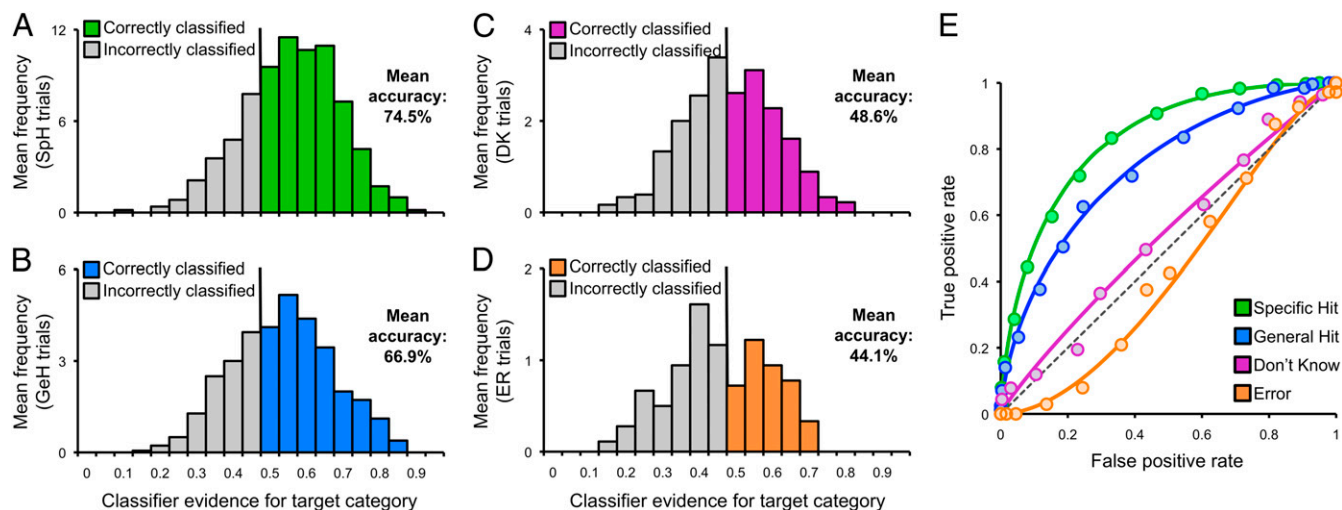 A
12
6
0
Mean frequency
(SpH trials)
Correctly classified
Incorrectly classified
Mean
accuracy:
74.5%
C
4
2
0
Mean frequency
(DK trials)
Correctly classified
Incorrectly classified
Mean
accuracy:
48.6%
B
6
3
0
Mean frequency
(GeH trials)
Correctly classified
Incorrectly classified
Mean
accuracy:
66.9%
0 0.1 0.2 0.3 0.4 0.5 0.6 0.7 0.8 0.9
Classifier evidence for target category
D
2
1
0
Mean frequency
(ER trials)
Correctly classified
Incorrectly classified
Mean
accuracy:
44.1%
0 0.1 0.2 0.3 0.4 0.5 0.6 0.7 0.8 0.9
Classifier evidence for target category
E
1
0.8
0.6
0.4
0.2
0
True positive rate
Specific Hit
General Hit
Don't Know
Error
0 0.2 0.4 0.6 0.8 1
False positive rate